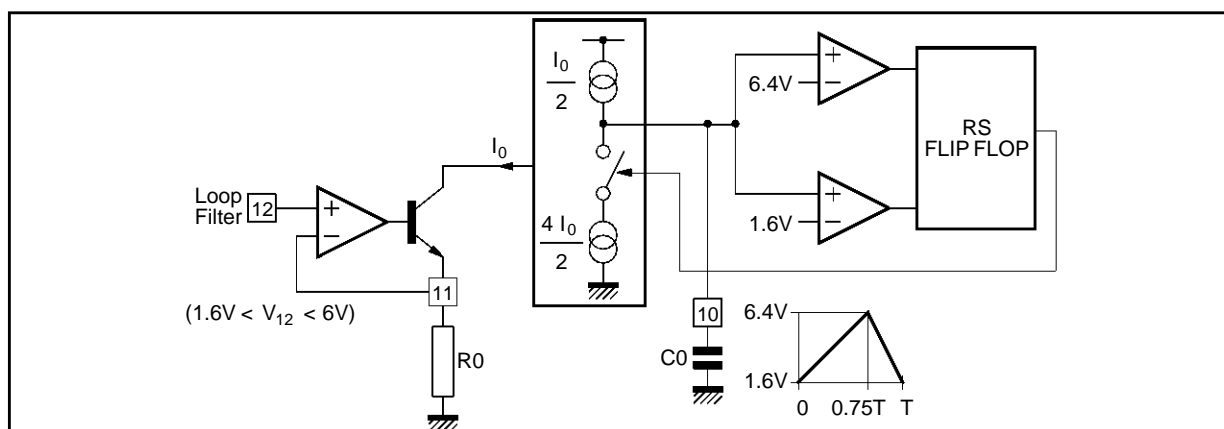 I0
2
6.4V
RS
FLIP FLOP
I0
Loop
Filter
12
4 I0
2
1.6V
11
(1.6V < V12 < 6V)
R0
10
C0
6.4V
1.6V
0
0.75T
T
+
−
+
−
+
−